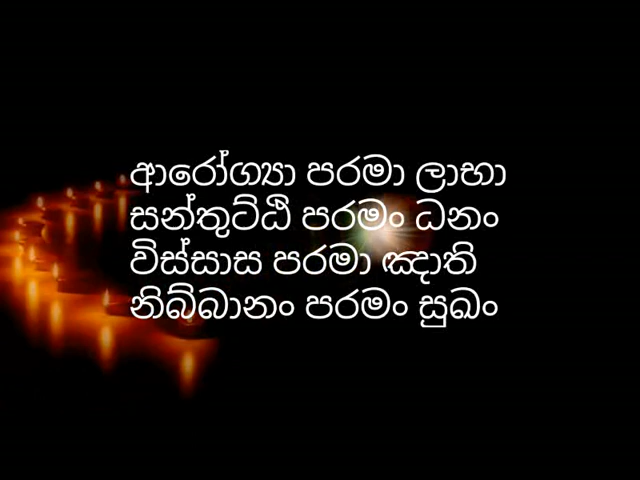 ආරෝග්‍යා පරමා ලාභා
සන්තුට්ඨි පරමං ධනං
විස්සාස පරමා ඤාති
නිබ්බානං පරමං සුඛං